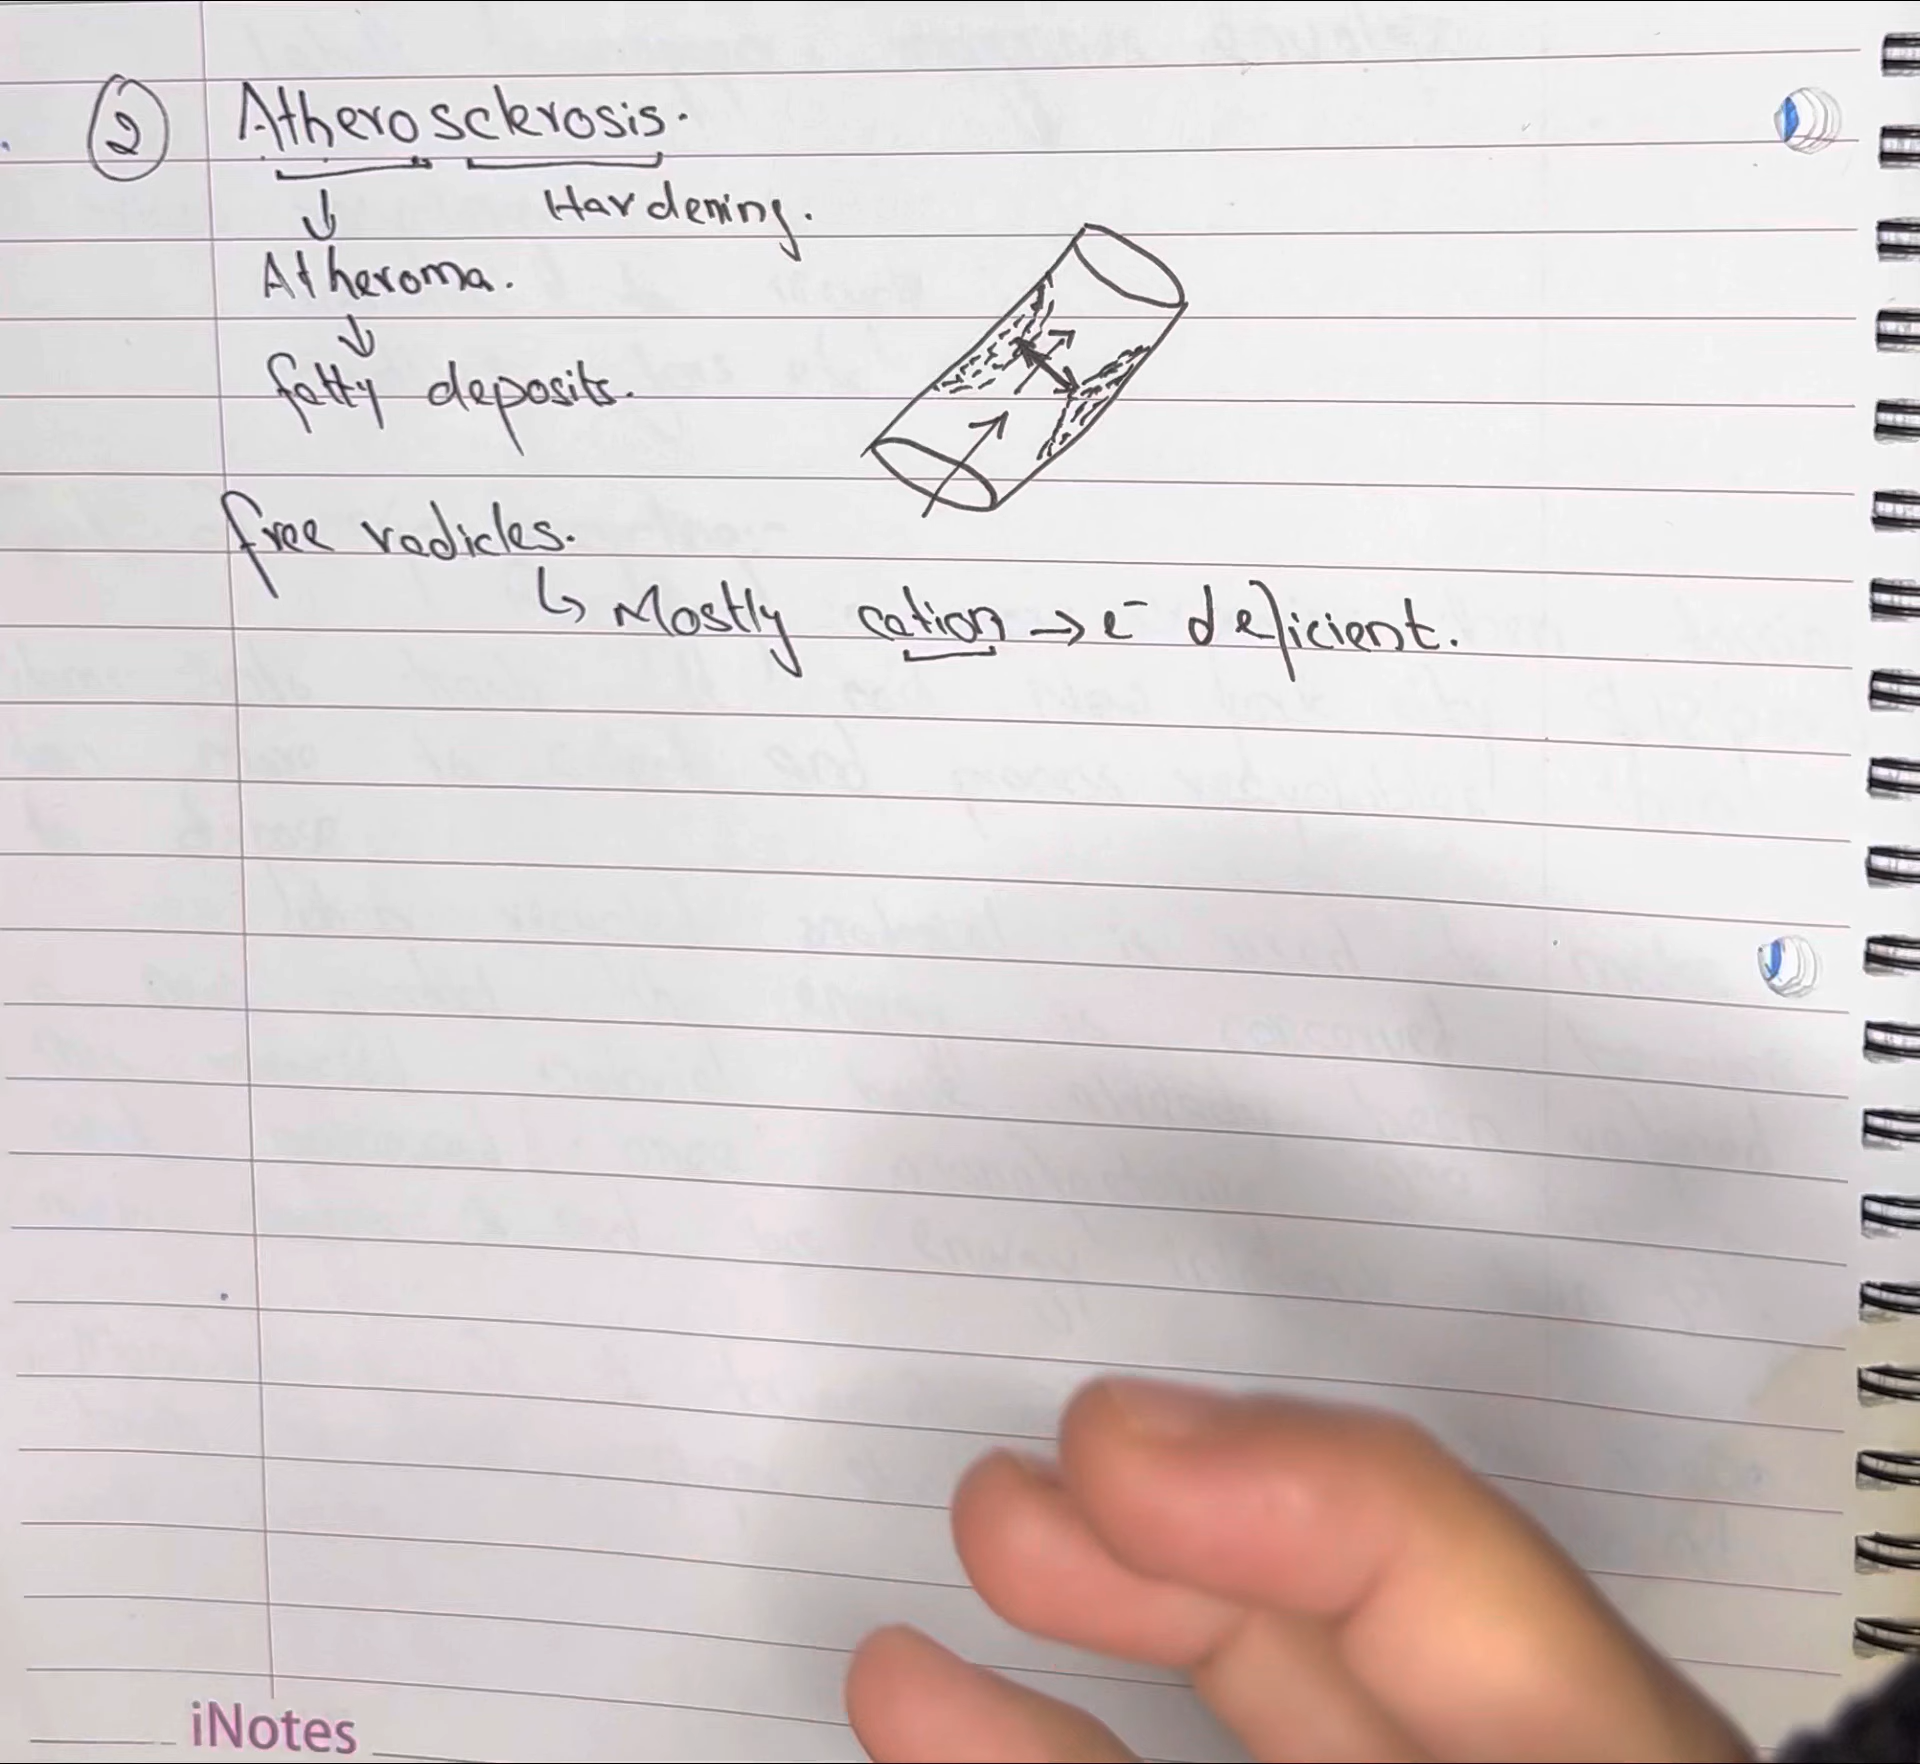 2 Atherosclerosis.
Hardening.
↓
Atheroma.
↓
fatty deposits.
free radicles.
↳ Mostly cation → e⁻ deficient.
iNotes